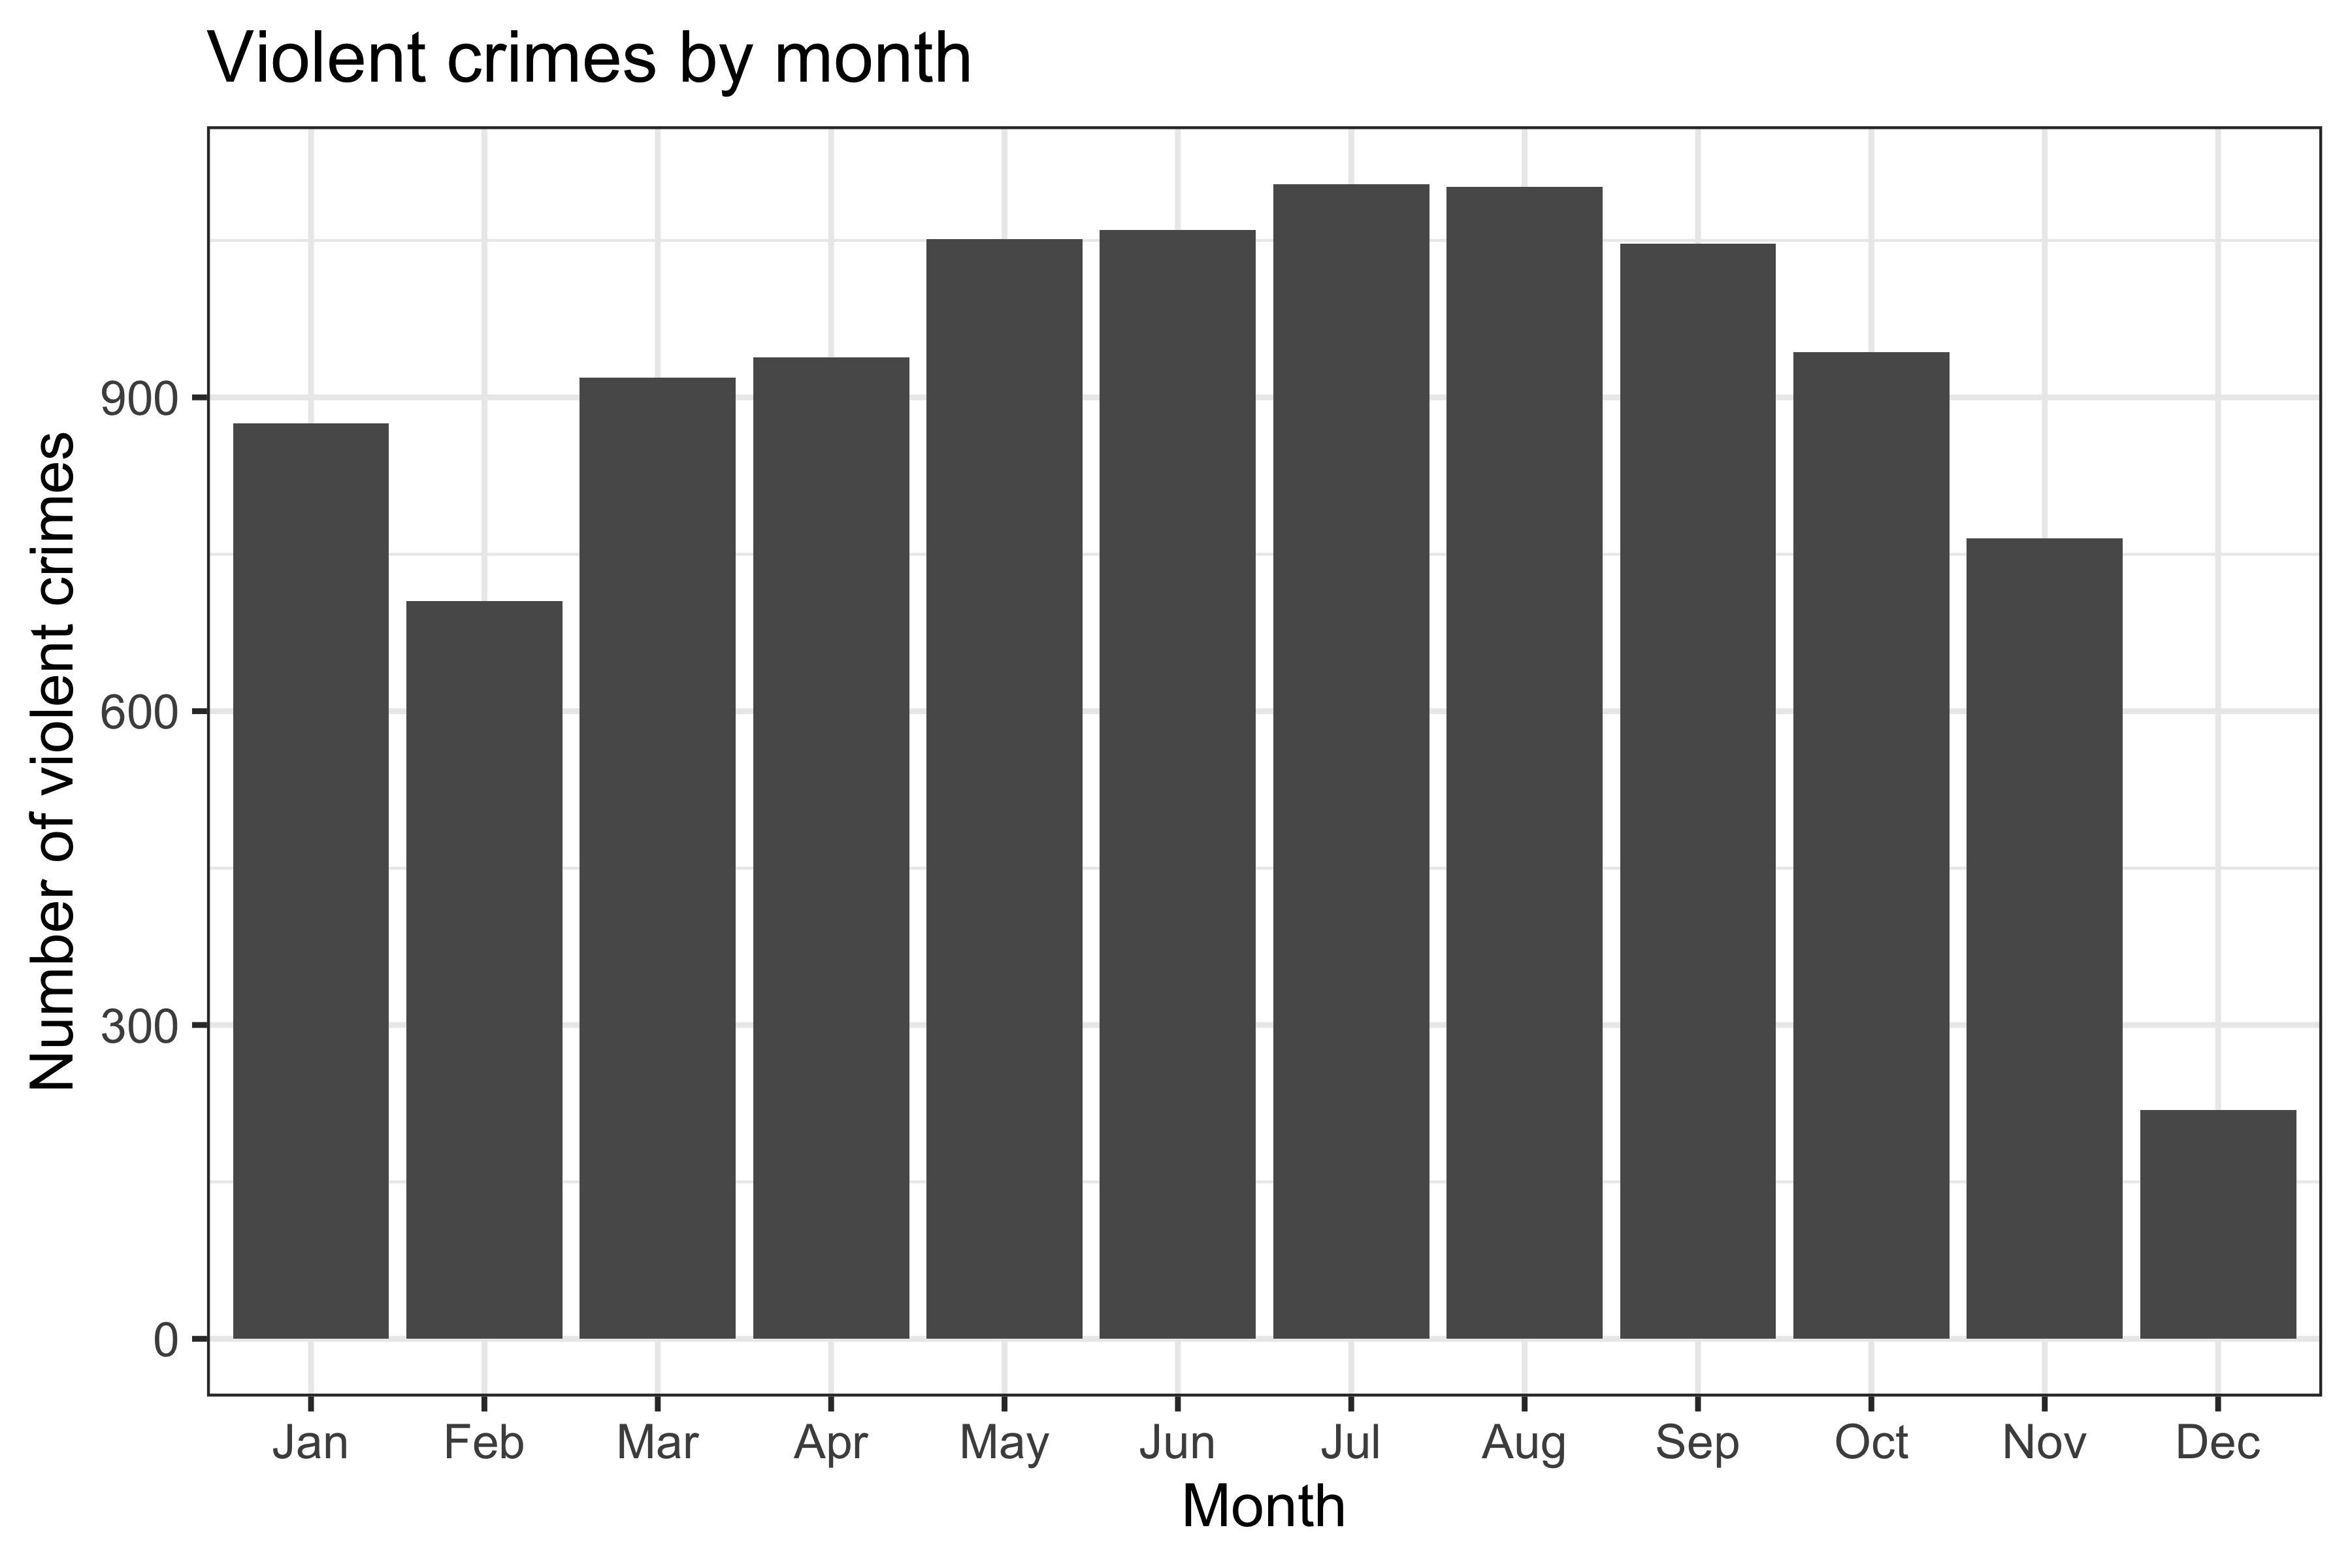 Violent crimes by month
Number of violent crimes
900
600
300
0
Jan Feb Mar Apr May Jun Jul Aug Sep Oct Nov Dec
Month